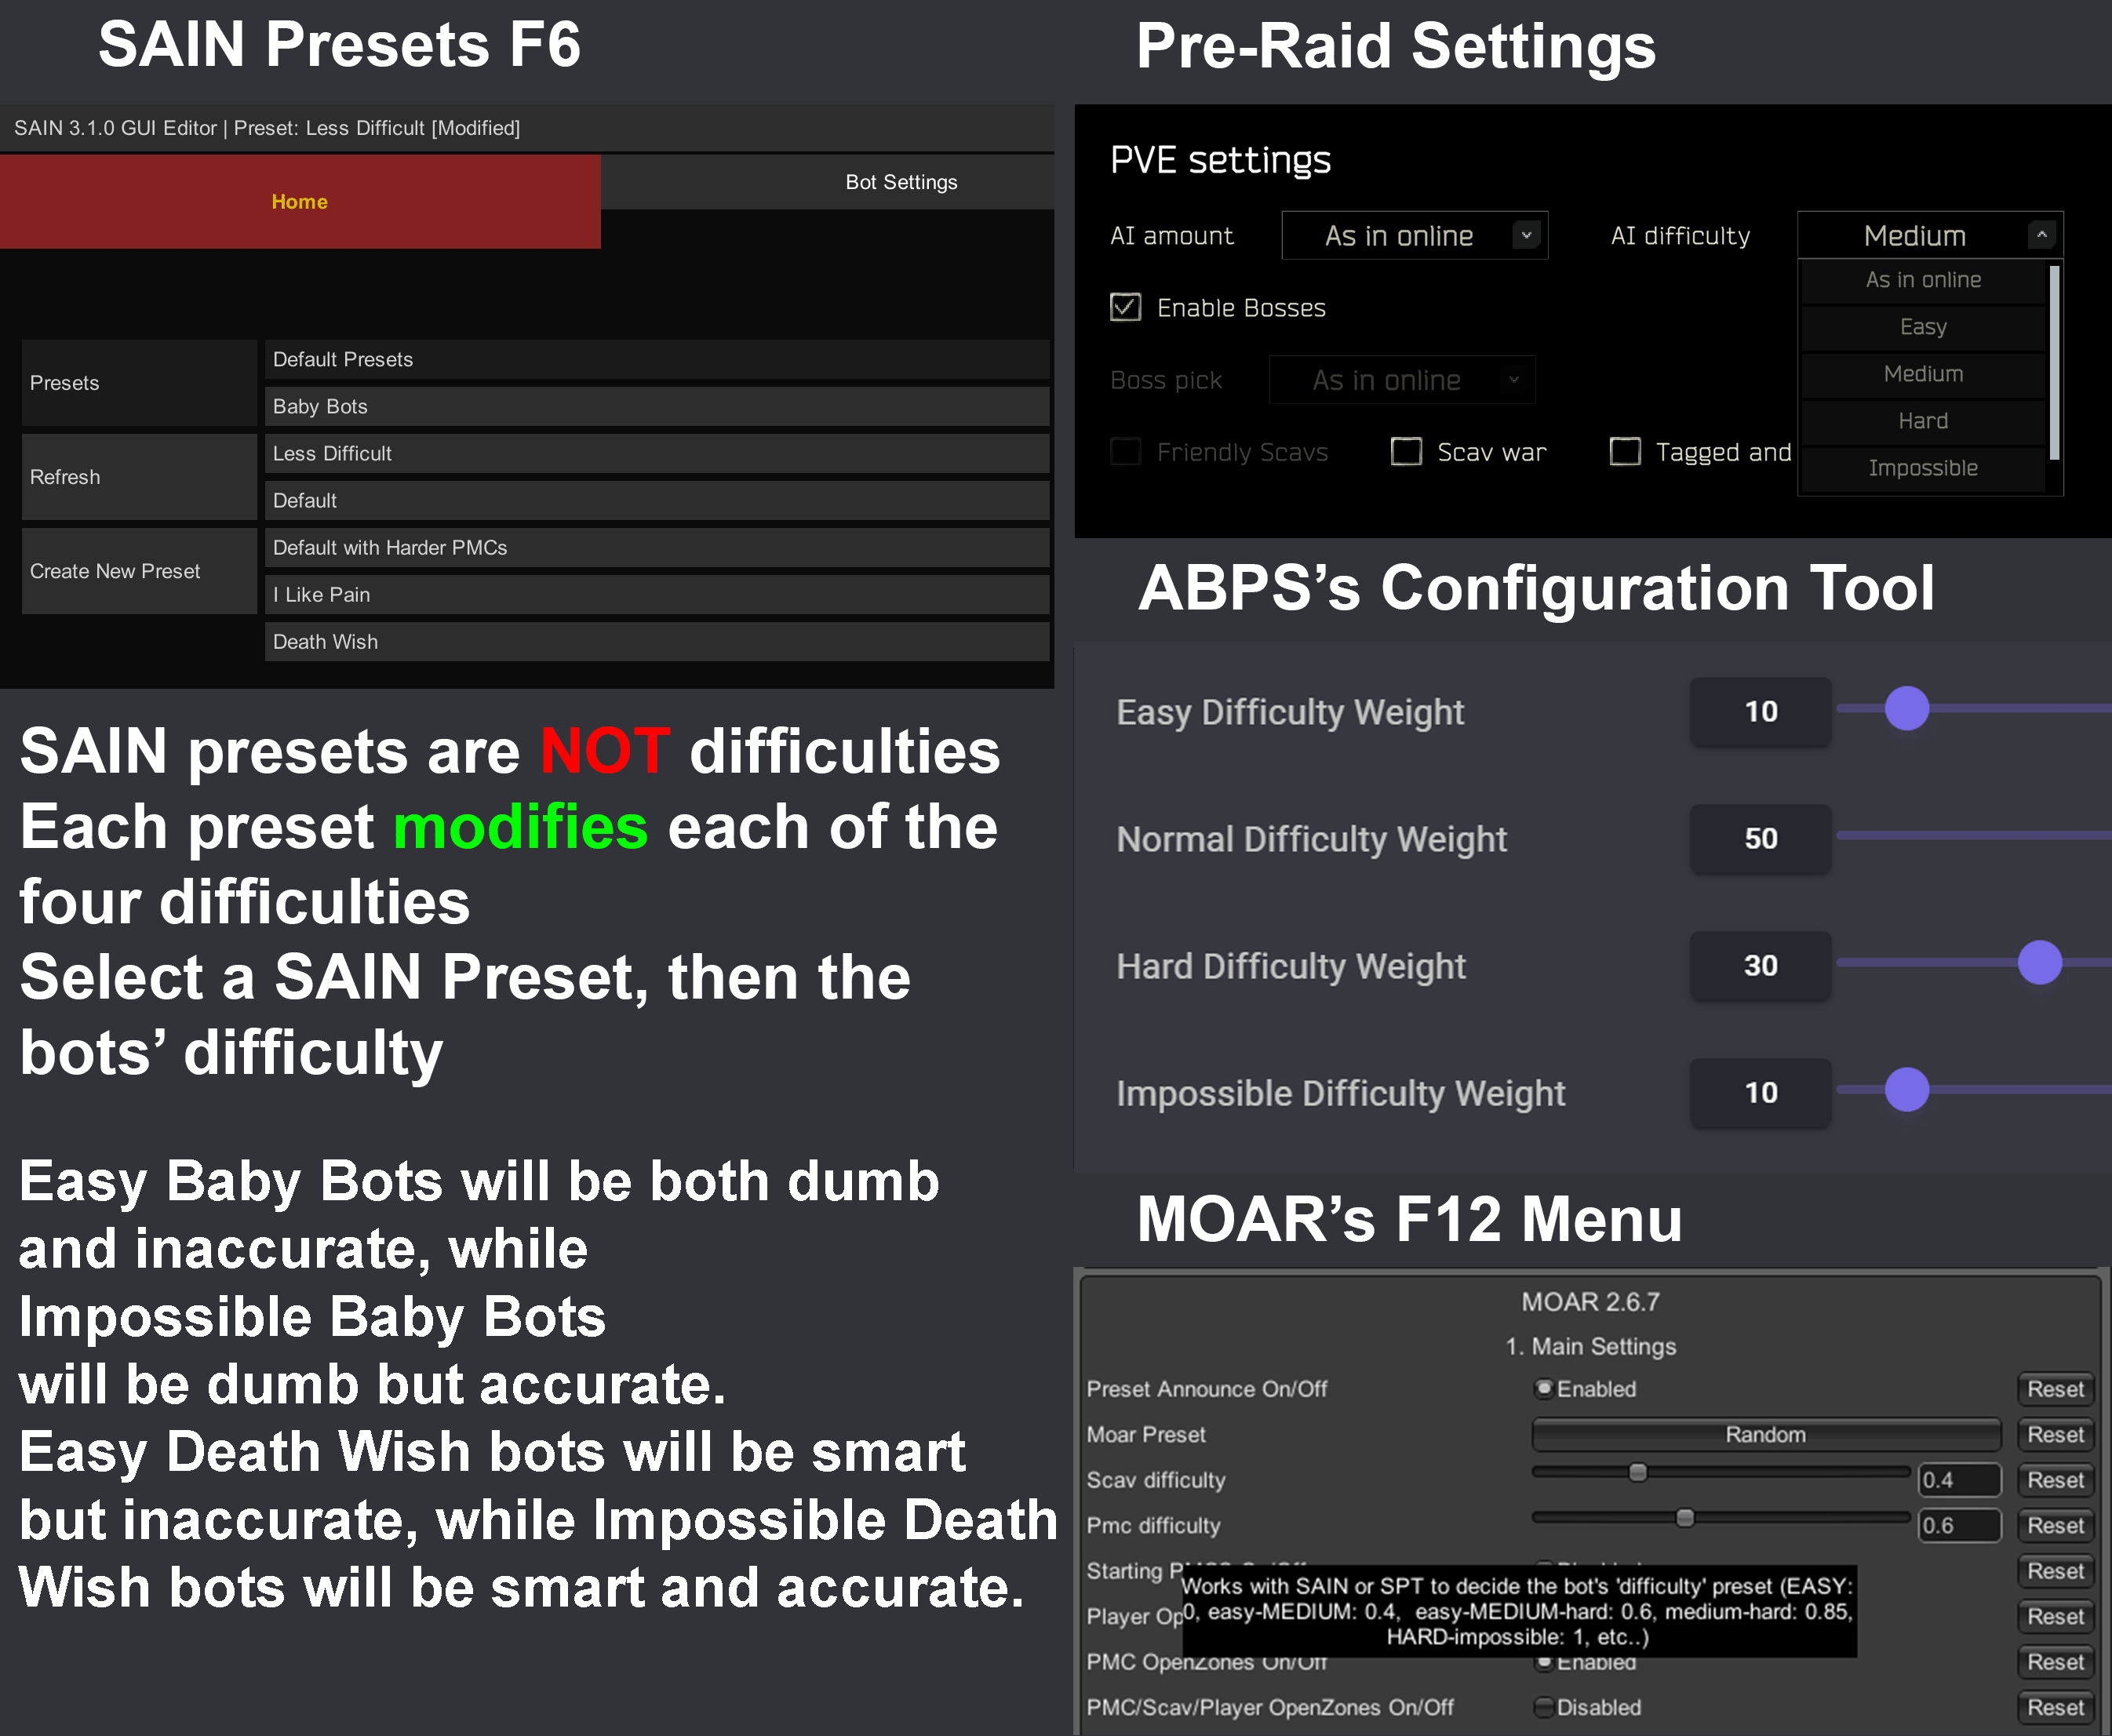 SAIN Presets F6
SAIN 3.1.0 GUI Editor | Preset: Less Difficult [Modified]
Home
Bot Settings
Presets
Refresh
Create New Preset
Default Presets
Baby Bots
Less Difficult
Default
Default with Harder PMCs
I Like Pain
Death Wish
SAIN presets are NOT difficulties
Each preset modifies each of the
four difficulties
Select a SAIN Preset, then the
bots’ difficulty
Easy Baby Bots will be both dumb
and inaccurate, while
Impossible Baby Bots
will be dumb but accurate.
Easy Death Wish bots will be smart
but inaccurate, while Impossible Death
Wish bots will be smart and accurate.
Pre-Raid Settings
PVE settings
AI amount As in online AI difficulty Medium
As in online
Easy
Medium
Hard
Impossible
Enable Bosses
Boss pick As in online
Friendly Scavs Scav war Tagged and
ABPS’s Configuration Tool
Easy Difficulty Weight 10
Normal Difficulty Weight 50
Hard Difficulty Weight 30
Impossible Difficulty Weight 10
MOAR’s F12 Menu
MOAR 2.6.7
1. Main Settings
Preset Announce On/Off Enabled Reset
Moar Preset Random Reset
Scav difficulty 0.4 Reset
Pmc difficulty 0.6 Reset
Starting Reset
Works with SAIN or SPT to decide the bot's 'difficulty' preset (EASY:
0, easy-MEDIUM: 0.4, easy-MEDIUM-hard: 0.6, medium-hard: 0.85,
HARD-impossible: 1, etc..)
Player Op Reset
PMC OpenZones On/Off Enabled Reset
PMC/Scav/Player OpenZones On/Off Disabled Reset